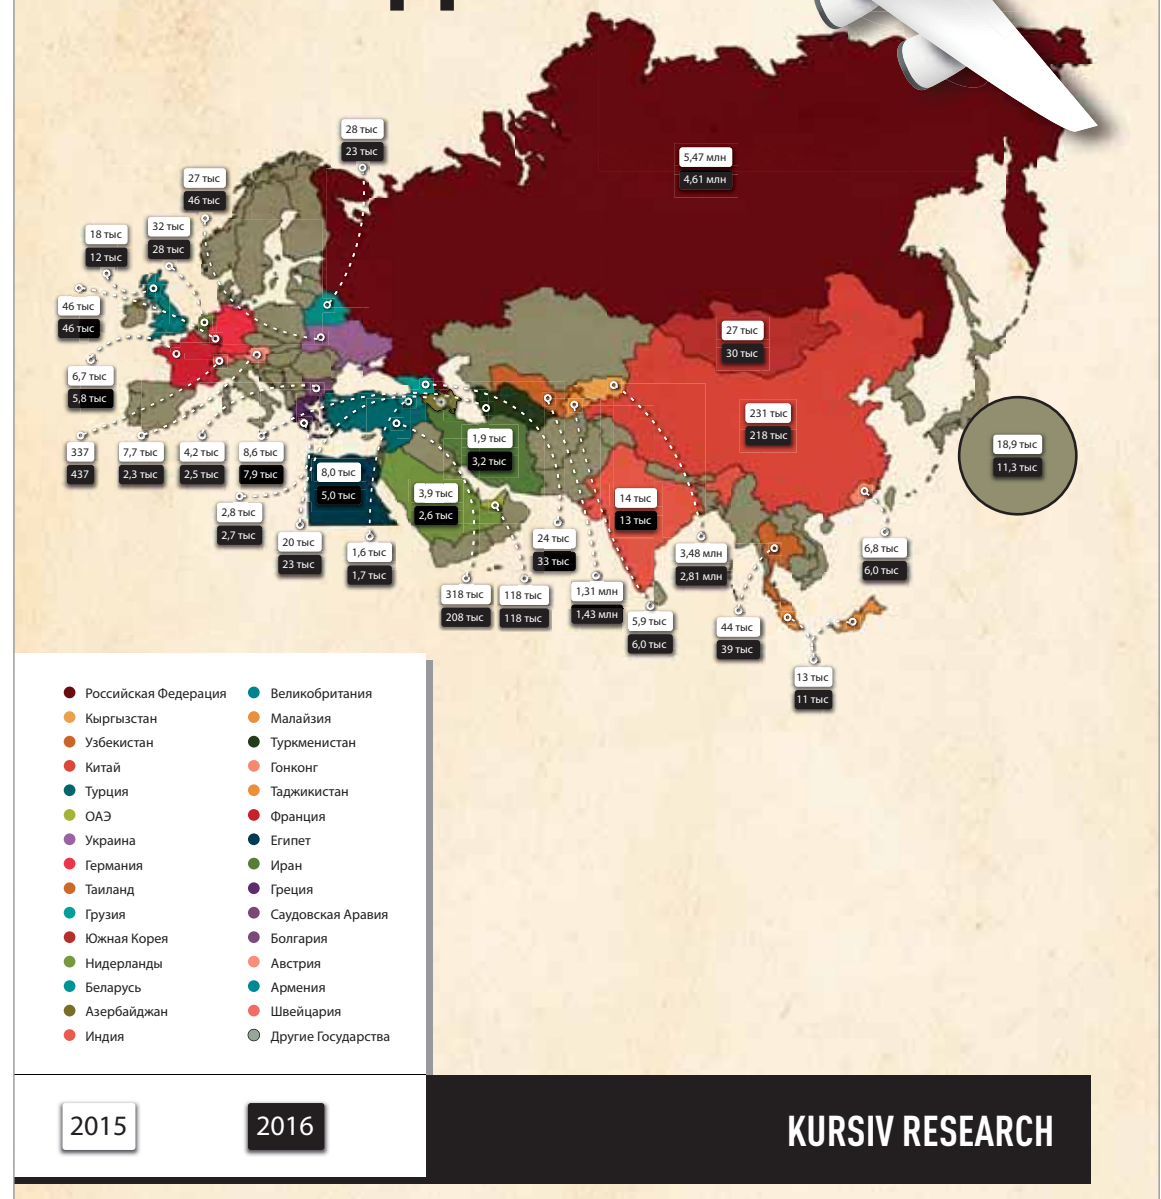 28 тыс
23 тыс
5,47 млн
4,61 млн
27 тыс
46 тыс
32 тыс
28 тыс
18 тыс
12 тыс
46 тыс
46 тыс
6,7 тыс
5,8 тыс
27 тыс
30 тыс
231 тыс
218 тыс
18,9 тыс
11,3 тыс
337
437
7,7 тыс
2,3 тыс
4,2 тыс
2,5 тыс
8,6 тыс
7,9 тыс
8,0 тыс
5,0 тыс
1,9 тыс
3,2 тыс
3,9 тыс
2,6 тыс
14 тыс
13 тыс
2,8 тыс
2,7 тыс
20 тыс
23 тыс
1,6 тыс
1,7 тыс
24 тыс
33 тыс
3,48 млн
2,81 млн
6,8 тыс
6,0 тыс
318 тыс
208 тыс
118 тыс
118 тыс
1,31 млн
1,43 млн
5,9 тыс
6,0 тыс
44 тыс
39 тыс
13 тыс
11 тыс
Российская Федерация
Кыргызстан
Узбекистан
Китай
Турция
ОАЭ
Украина
Германия
Таиланд
Грузия
Южная Корея
Нидерланды
Беларусь
Азербайджан
Индия
Великобритания
Малайзия
Туркменистан
Гонконг
Таджикистан
Франция
Египет
Иран
Греция
Саудовская Аравия
Болгария
Австрия
Армения
Швейцария
Другие Государства
2015
2016
KURSIV RESEARCH